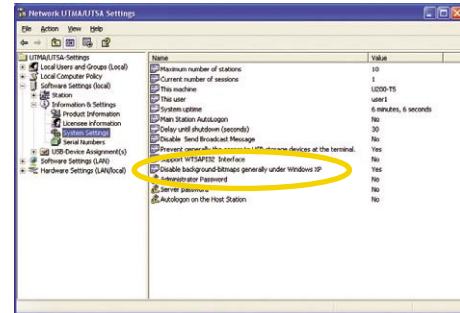 Network UTMA/UTSA Settings
File Action View Help
UTMA/UTSA-Settings
Local Users and Groups (Local)
Local Computer Policy
Software Settings (local)
Station
Information & Settings
Product Information
Licensee information
System Settings
Serial Numbers
USB-Device Assignment(s)
Software Settings (LAN)
Hardware Settings (LAN/local)
Name Value
Maximum number of stations 10
Current number of sessions 1
This machine U200-TS
This user user1
System uptime 6 minutes, 6 seconds
Main Station AutoLogon No
Delay until shutdown (seconds) 30
Disable Send Broadcast Message No
Prevent generally the access to USB storage devices at the terminal. Yes
Support WTSAPI32 Interface No
Disable background-bitmaps generally under Windows XP Yes
Administrator Password No
Server password No
Autologon on the Host Station No